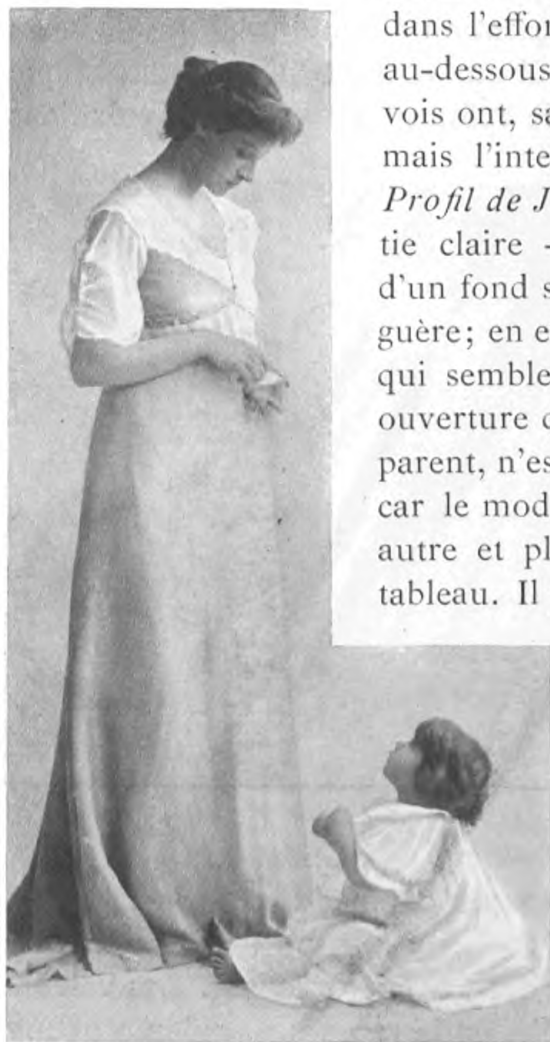 dans l'effor
au-dessous
vois ont, sa
mais l'inte
Profil de J
tie claire -
d'un fond s
guère; en e
qui semble
ouverture d
parent, n'es
car le mod
autre et pl
tableau. Il